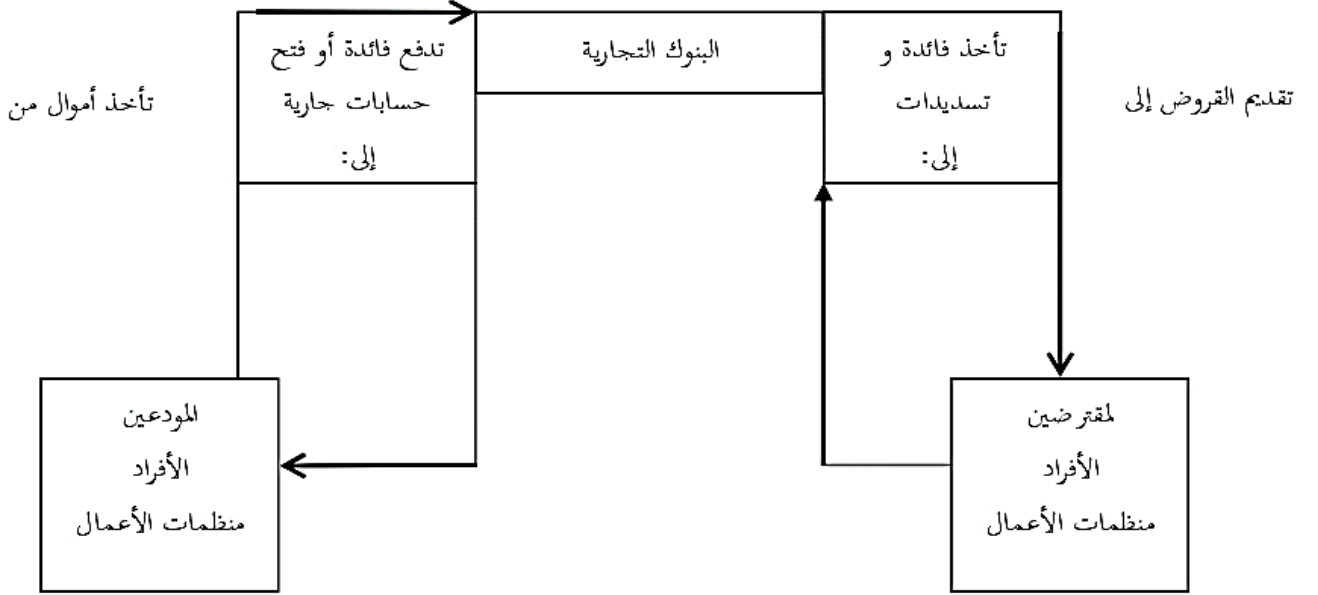 البنوك التجارية
تأخذ فائدة و
تسديدات
إلى:
تقديم القروض إلى
تدفع فائدة أو فتح
حسابات جارية
إلى:
تأخذ أموال من
لمقترضين
الأفراد
منظمات الأعمال
المودعين
الأفراد
منظمات الأعمال